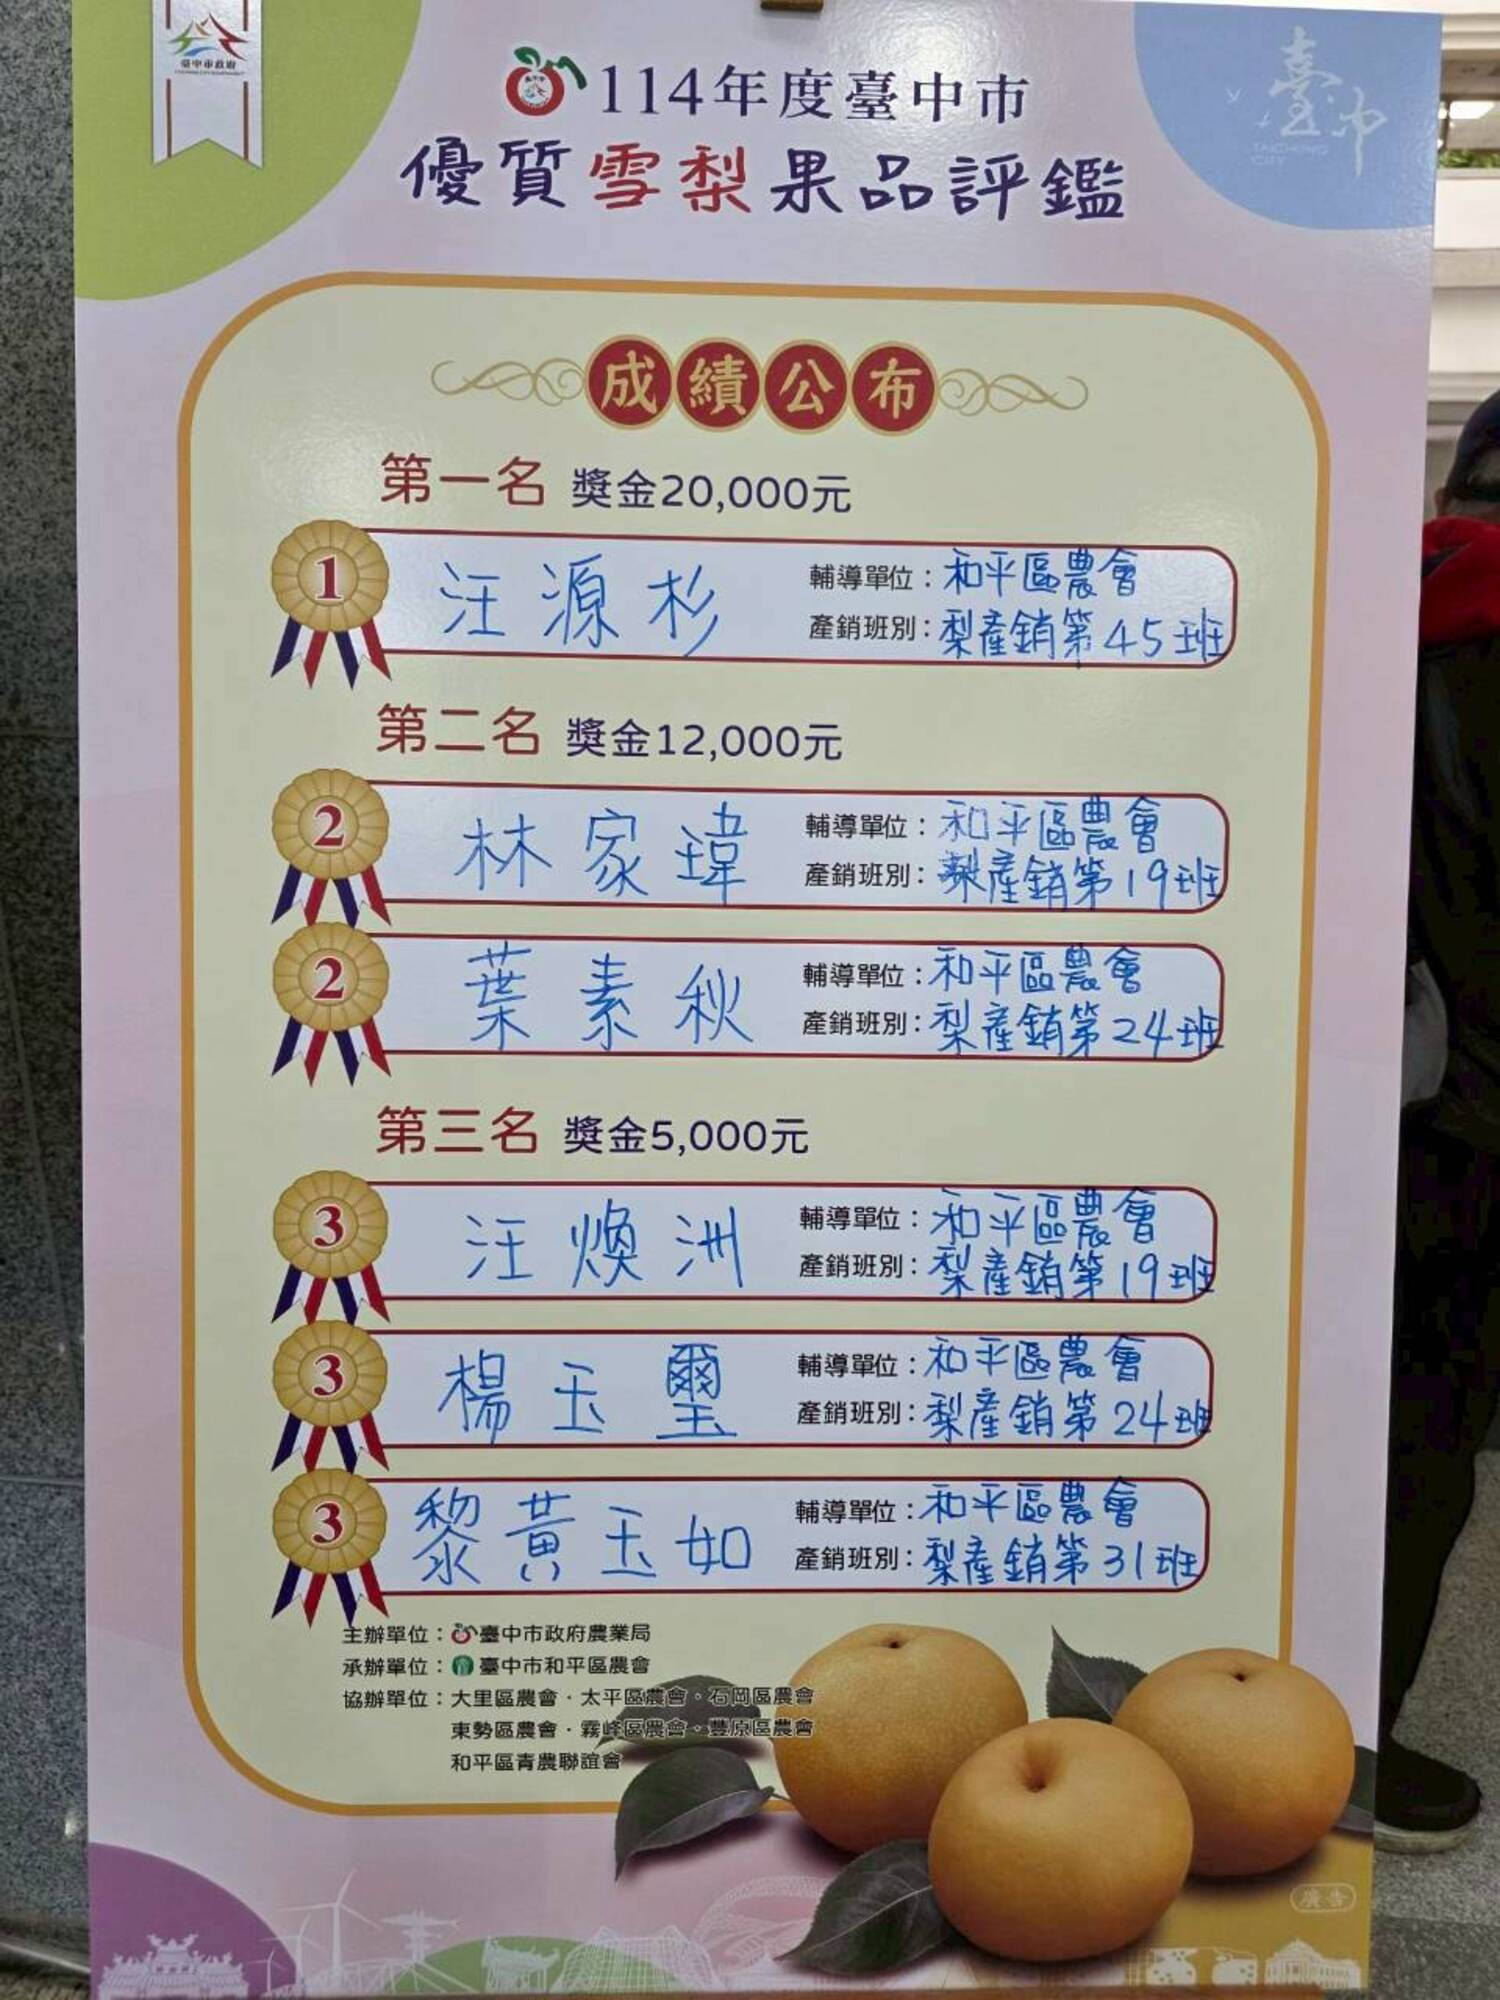 臺中市政府
臺中
TAICHUNG CITY
114年度臺中市
優質雪梨果品評鑑
成績公布
第一名 獎金20,000元
1 汪源杉 輔導單位：和平區農會
產銷班別：梨產銷第45班
第二名 獎金12,000元
2 林家瑋 輔導單位：和平區農會
產銷班別：梨產銷第19班
2 葉素秋 輔導單位：和平區農會
產銷班別：梨產銷第24班
第三名 獎金5,000元
3 汪煥洲 輔導單位：和平區農會
產銷班別：梨產銷第19班
3 楊玉璽 輔導單位：和平區農會
產銷班別：梨產銷第24班
3 黎黃玉如 輔導單位：和平區農會
產銷班別：梨產銷第31班
主辦單位：臺中市政府農業局
承辦單位：臺中市和平區農會
協辦單位：大里區農會・太平區農會・石岡區農會
東勢區農會・霧峰區農會・豐原區農會
和平區青農聯誼會
廣告